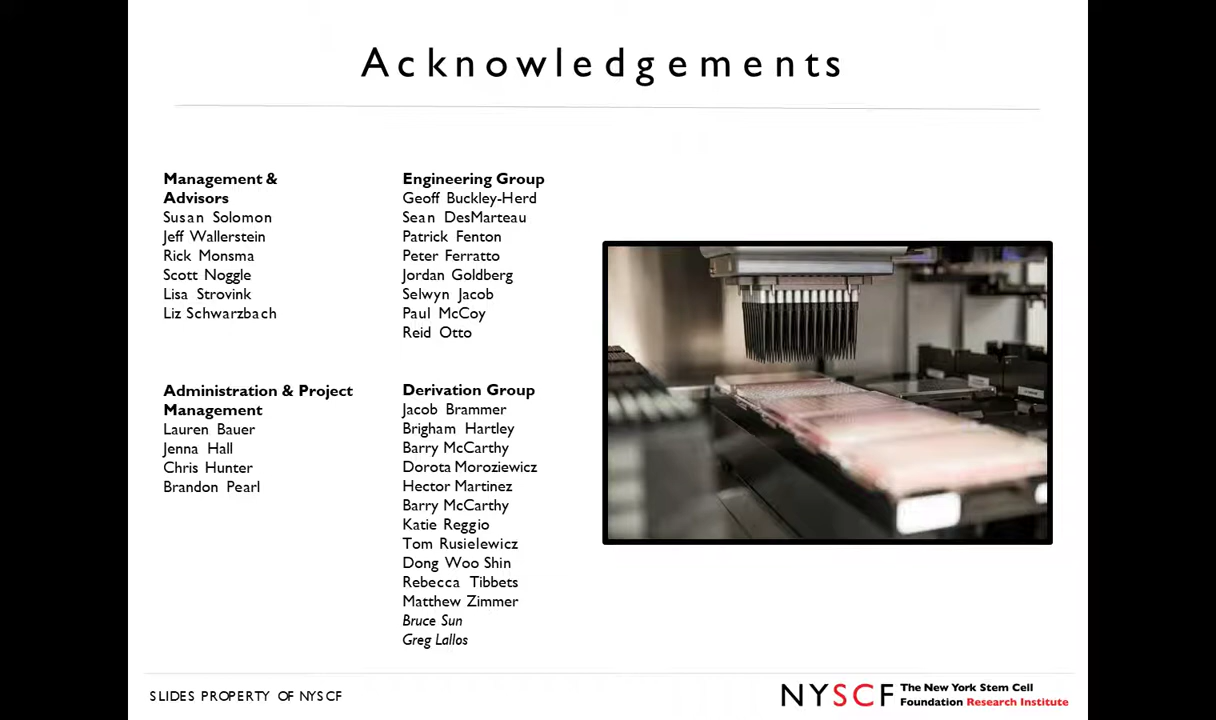 Acknowledgements
Management &
Advisors
Susan Solomon
Jeff Wallerstein
Rick Monsma
Scott Noggle
Lisa Strovink
Liz Schwarzbach
Administration & Project
Management
Lauren Bauer
Jenna Hall
Chris Hunter
Brandon Pearl
Engineering Group
Geoff Buckley-Herd
Sean DesMarteau
Patrick Fenton
Peter Ferratto
Jordan Goldberg
Selwyn Jacob
Paul McCoy
Reid Otto
Derivation Group
Jacob Brammer
Brigham Hartley
Barry McCarthy
Dorota Moroziewicz
Hector Martinez
Barry McCarthy
Katie Reggio
Tom Rusielewicz
Dong Woo Shin
Rebecca Tibbets
Matthew Zimmer
Bruce Sun
Greg Lallos
SLIDES PROPERTY OF NYSCF
NYSCF
The New York Stem Cell
Foundation Research Institute